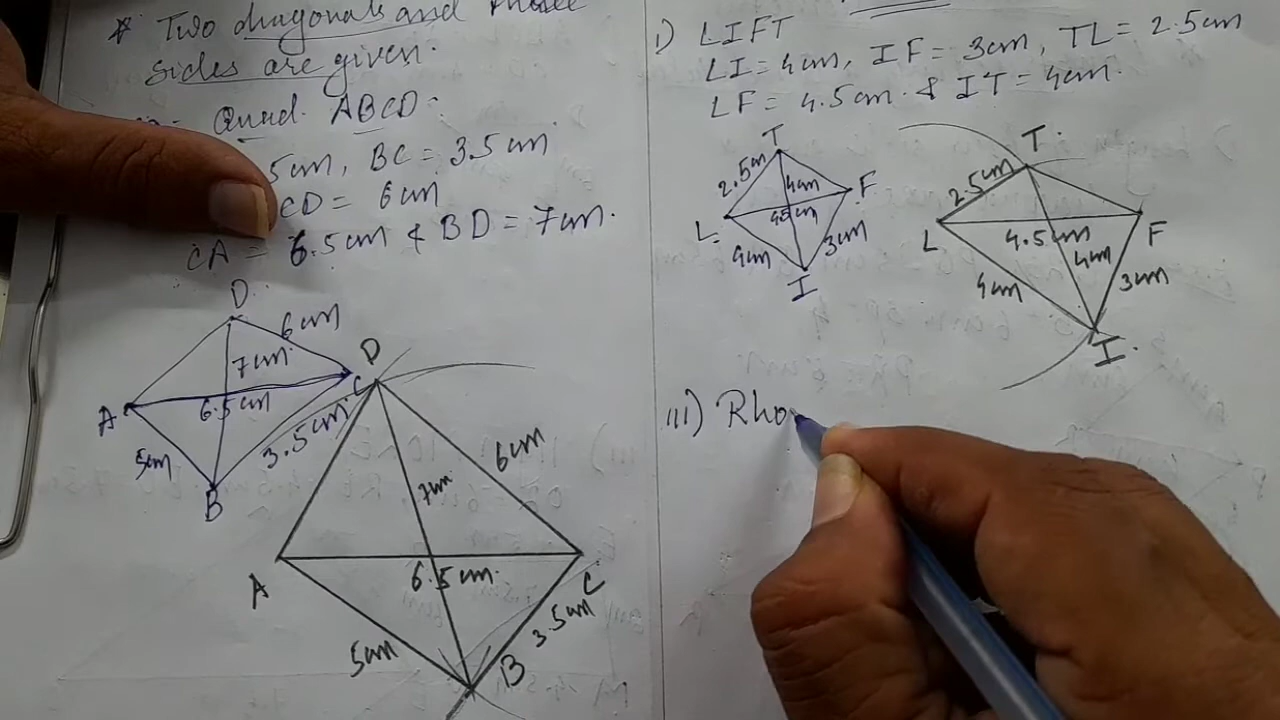 * Two diagonals and three
sides are given.
Quad. ABCD:
5cm, BC = 3.5cm
CD = 6cm
CA = 6.5cm & BD = 7cm.
D
6cm
7cm.
A
C
6.5cm
5cm
3.5cm
B
D
6cm
7cm
A
6.5cm.
C
5cm
3.5cm
B
i) LIFT
LI = 4cm, IF = 3cm, TL = 2.5cm
LF = 4.5cm. & IT = 4cm.
T
2.5cm
4cm
F
L
4.5cm
4cm
3cm
I
T.
2.5cm
L
4.5cm
F
4cm
4cm
3cm
I.
iii) Rho